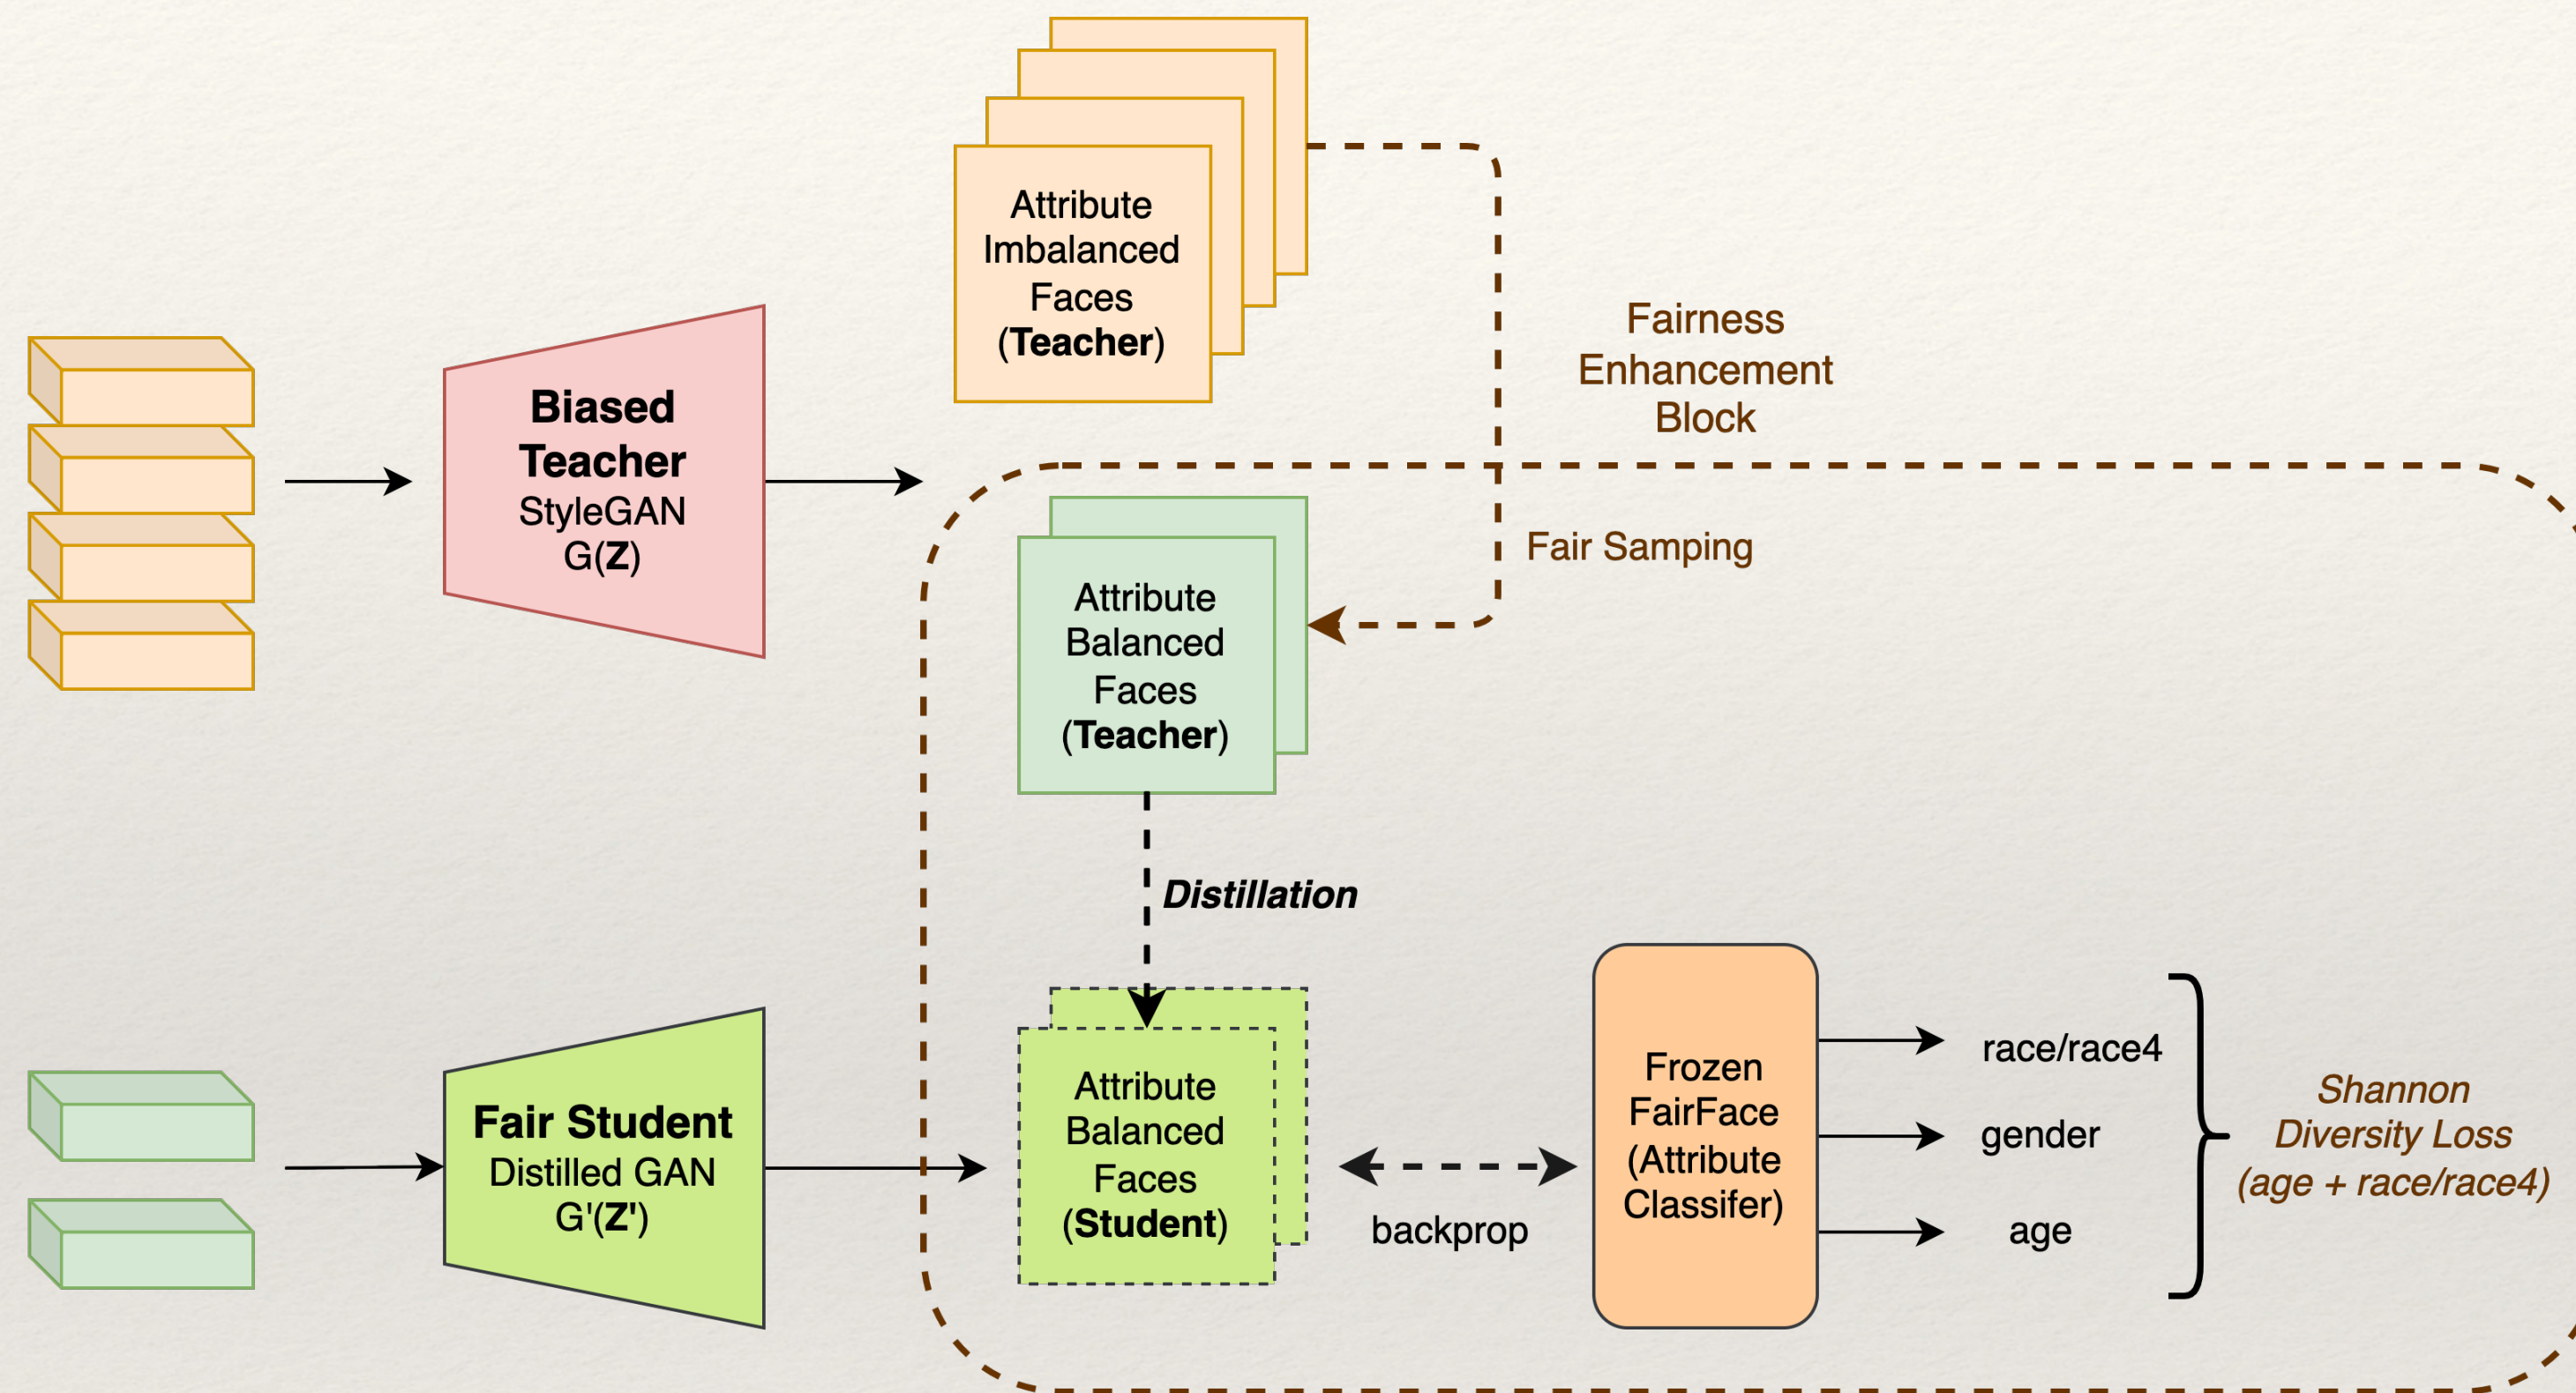 Attribute
Imbalanced
Faces
(Teacher)
Biased
Teacher
StyleGAN
G(Z)
Fairness
Enhancement
Block
Fair Samping
Attribute
Balanced
Faces
(Teacher)
Distillation
Fair Student
Distilled GAN
G'(Z')
Attribute
Balanced
Faces
(Student)
backprop
Frozen
FairFace
(Attribute
Classifer)
race/race4
gender
age
Shannon
Diversity Loss
(age + race/race4)